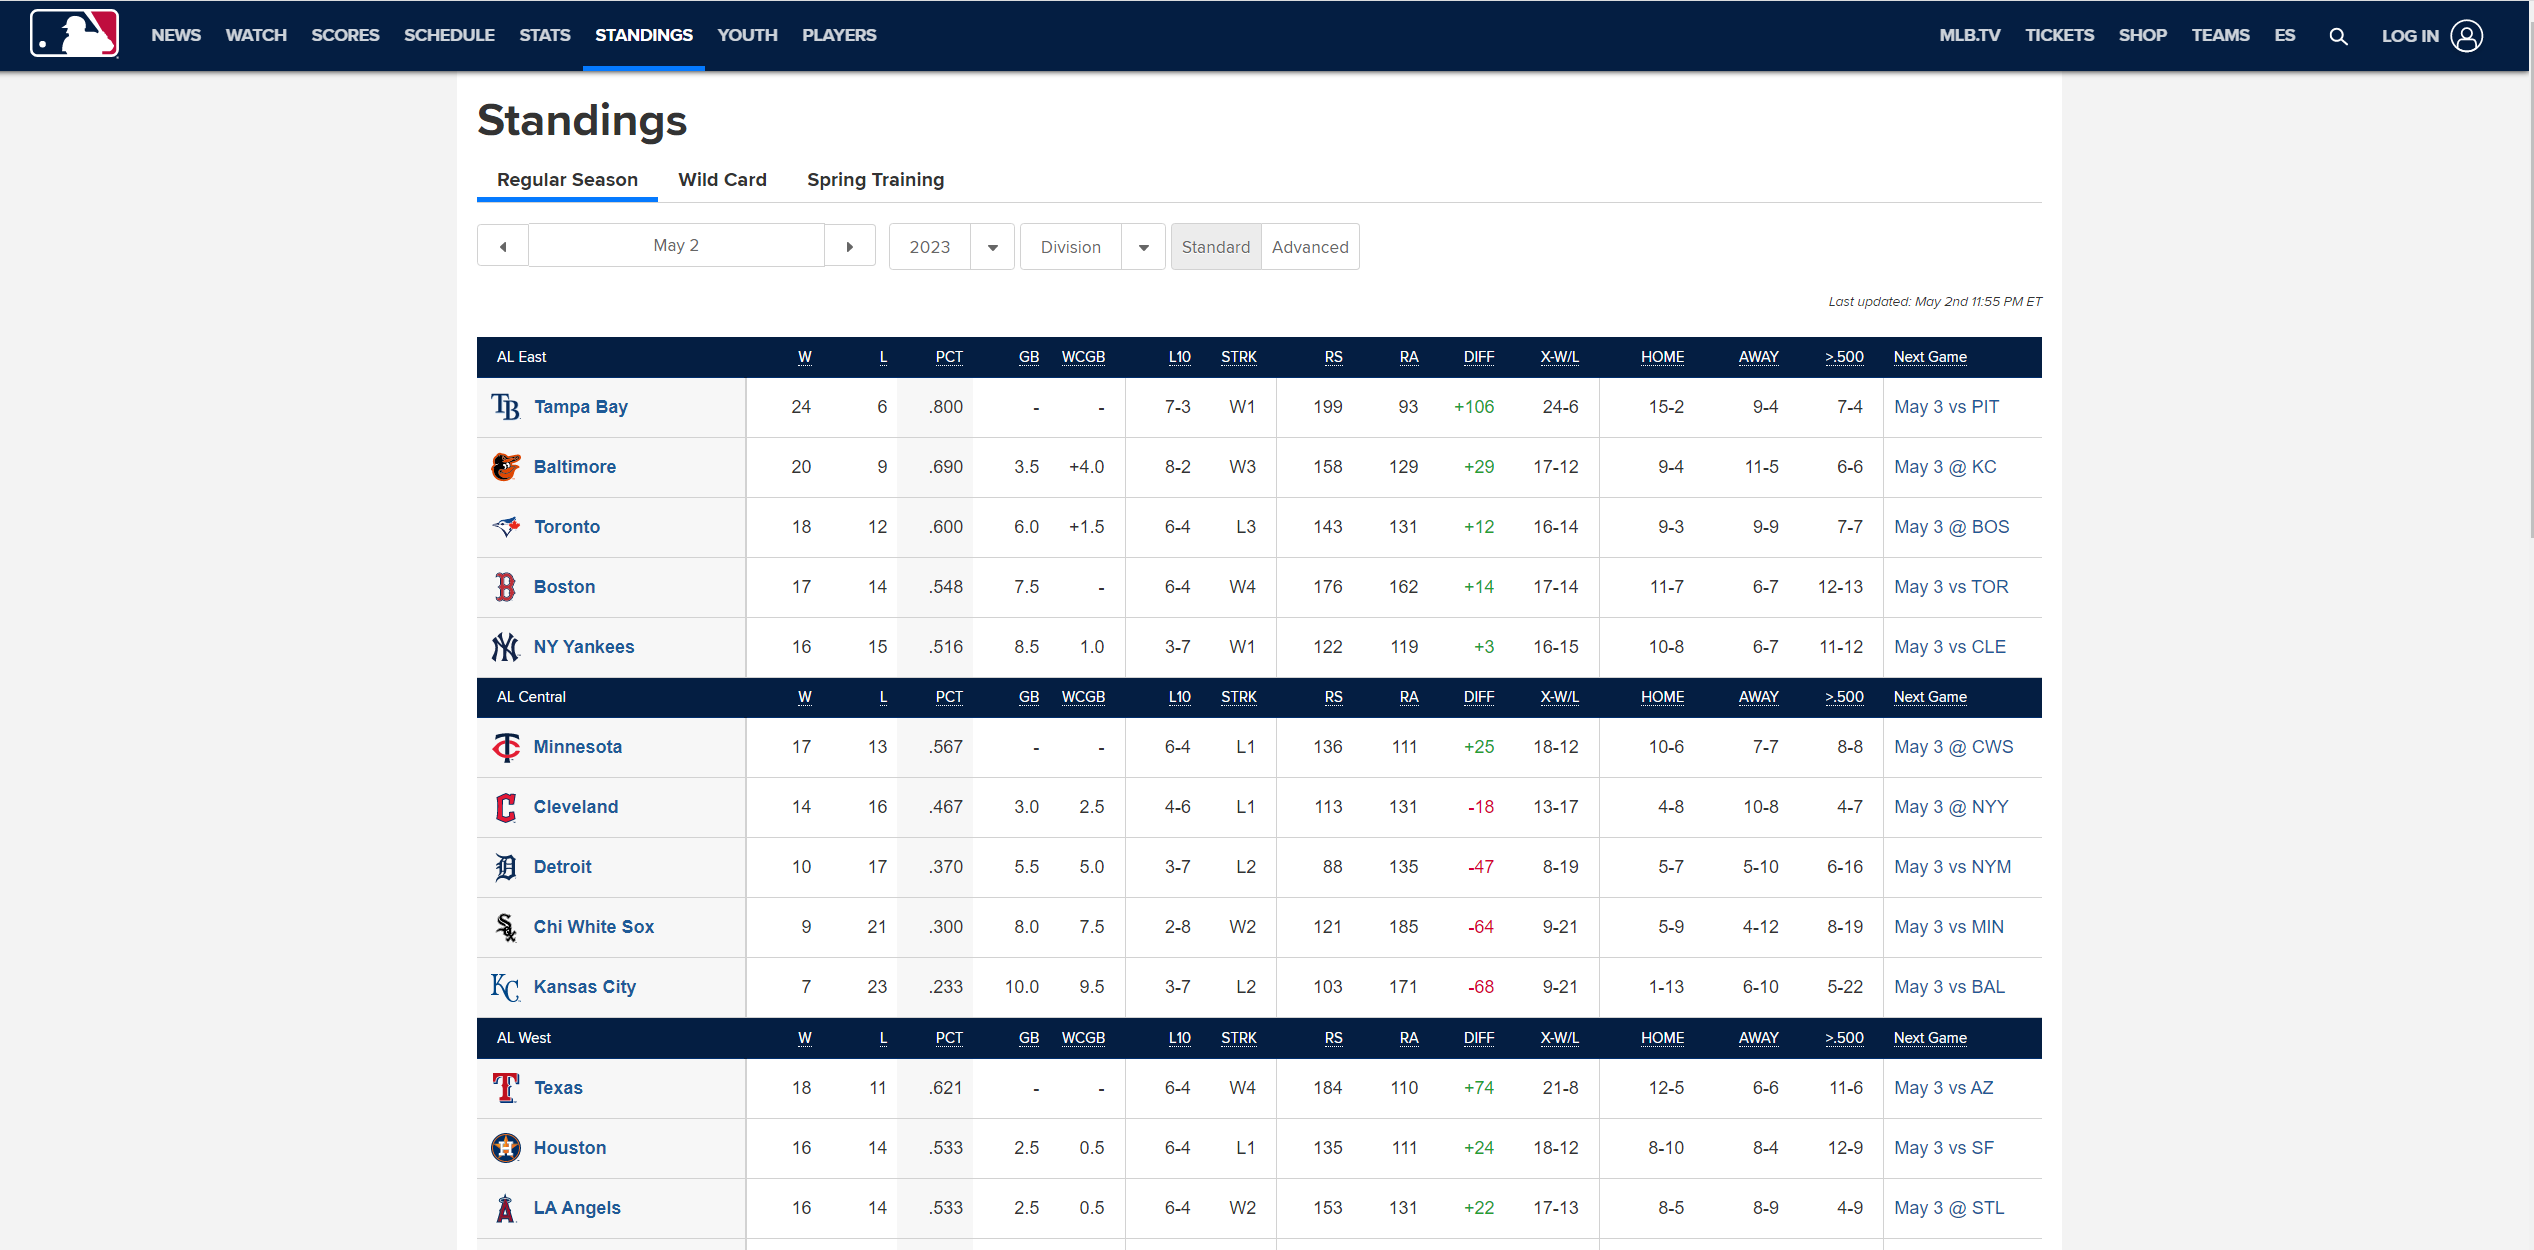 NEWS WATCH SCORES SCHEDULE STATS STANDINGS YOUTH PLAYERS MLB.TV TICKETS SHOP TEAMS ES LOG IN
Standings
Regular Season Wild Card Spring Training
May 2 2023 Division Standard Advanced
Last updated: May 2nd 11:55 PM ET
AL East W L PCT GB WCGB L10 STRK RS RA DIFF X-W/L HOME AWAY >.500 Next Game
Tampa Bay 24 6 .800 - - 7-3 W1 199 93 +106 24-6 15-2 9-4 7-4 May 3 vs PIT
Baltimore 20 9 .690 3.5 +4.0 8-2 W3 158 129 +29 17-12 9-4 11-5 6-6 May 3 @ KC
Toronto 18 12 .600 6.0 +1.5 6-4 L3 143 131 +12 16-14 9-3 9-9 7-7 May 3 @ BOS
Boston 17 14 .548 7.5 - 6-4 W4 176 162 +14 17-14 11-7 6-7 12-13 May 3 vs TOR
NY Yankees 16 15 .516 8.5 1.0 3-7 W1 122 119 +3 16-15 10-8 6-7 11-12 May 3 vs CLE
AL Central W L PCT GB WCGB L10 STRK RS RA DIFF X-W/L HOME AWAY >.500 Next Game
Minnesota 17 13 .567 - - 6-4 L1 136 111 +25 18-12 10-6 7-7 8-8 May 3 @ CWS
Cleveland 14 16 .467 3.0 2.5 4-6 L1 113 131 -18 13-17 4-8 10-8 4-7 May 3 @ NYY
Detroit 10 17 .370 5.5 5.0 3-7 L2 88 135 -47 8-19 5-7 5-10 6-16 May 3 vs NYM
Chi White Sox 9 21 .300 8.0 7.5 2-8 W2 121 185 -64 9-21 5-9 4-12 8-19 May 3 vs MIN
Kansas City 7 23 .233 10.0 9.5 3-7 L2 103 171 -68 9-21 1-13 6-10 5-22 May 3 vs BAL
AL West W L PCT GB WCGB L10 STRK RS RA DIFF X-W/L HOME AWAY >.500 Next Game
Texas 18 11 .621 - - 6-4 W4 184 110 +74 21-8 12-5 6-6 11-6 May 3 vs AZ
Houston 16 14 .533 2.5 0.5 6-4 L1 135 111 +24 18-12 8-10 8-4 12-9 May 3 vs SF
LA Angels 16 14 .533 2.5 0.5 6-4 W2 153 131 +22 17-13 8-5 8-9 4-9 May 3 @ STL